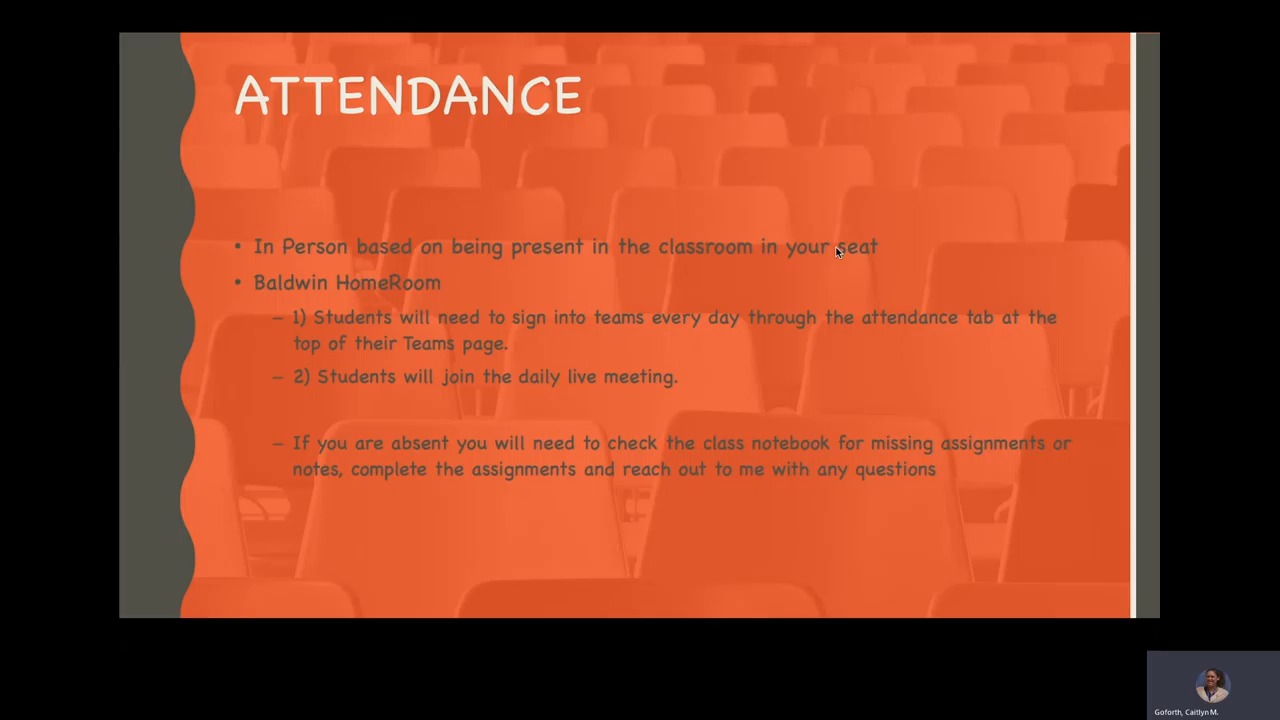 ATTENDANCE
• In Person based on being present in the classroom in your seat
• Baldwin HomeRoom
– 1) Students will need to sign into teams every day through the attendance tab at the
top of their Teams page.
– 2) Students will join the daily live meeting.
– If you are absent you will need to check the class notebook for missing assignments or
notes, complete the assignments and reach out to me with any questions
Goforth, Caitlyn M.